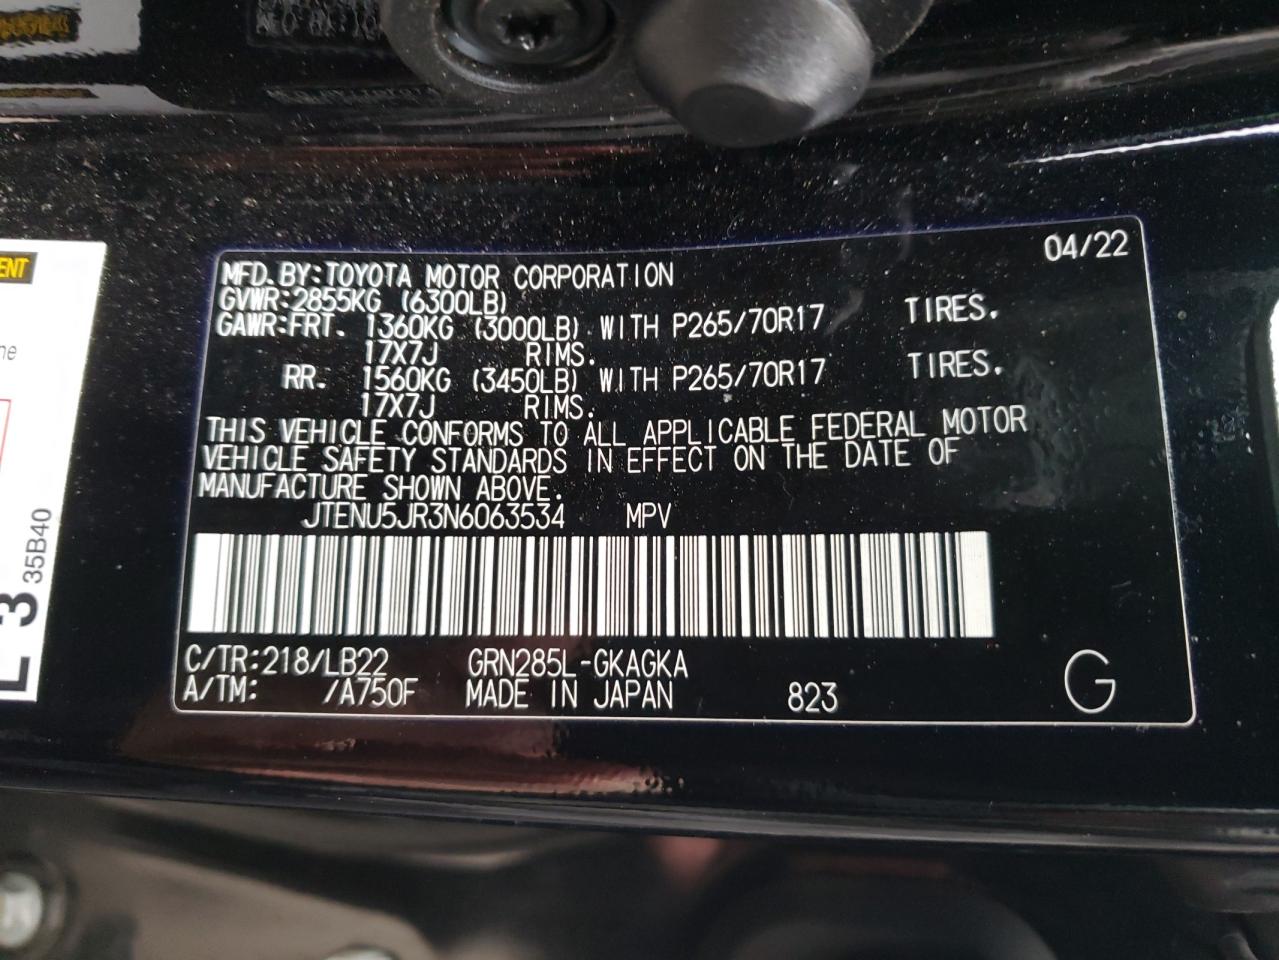 04/22
MFD.BY:TOYOTA MOTOR CORPORATION
GVWR:2855KG (6300LB)
GAWR:FRT. 1360KG (3000LB) WITH P265/70R17 TIRES.
17X7J RIMS.
RR. 1560KG (3450LB) WITH P265/70R17 TIRES.
17X7J RIMS.
THIS VEHICLE CONFORMS TO ALL APPLICABLE FEDERAL MOTOR
VEHICLE SAFETY STANDARDS IN EFFECT ON THE DATE OF
MANUFACTURE SHOWN ABOVE.
JTENU5JR3N6063534 MPV
C/TR:218/LB22 GRN285L-GKAGKA
A/TM: /A750F MADE IN JAPAN 823 G
35B40
3